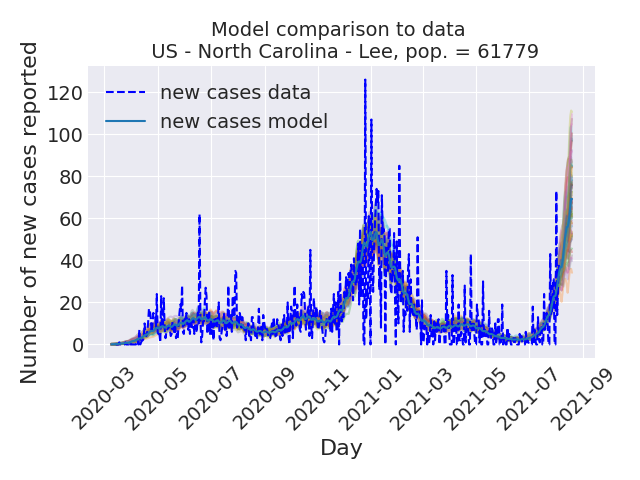 Model comparison to data
US - North Carolina - Lee, pop. = 61779
Number of new cases reported
120
100
80
60
40
20
0
new cases data
new cases model
2020-03
2020-05
2020-07
2020-09
2020-11
2021-01
2021-03
2021-05
2021-07
2021-09
Day